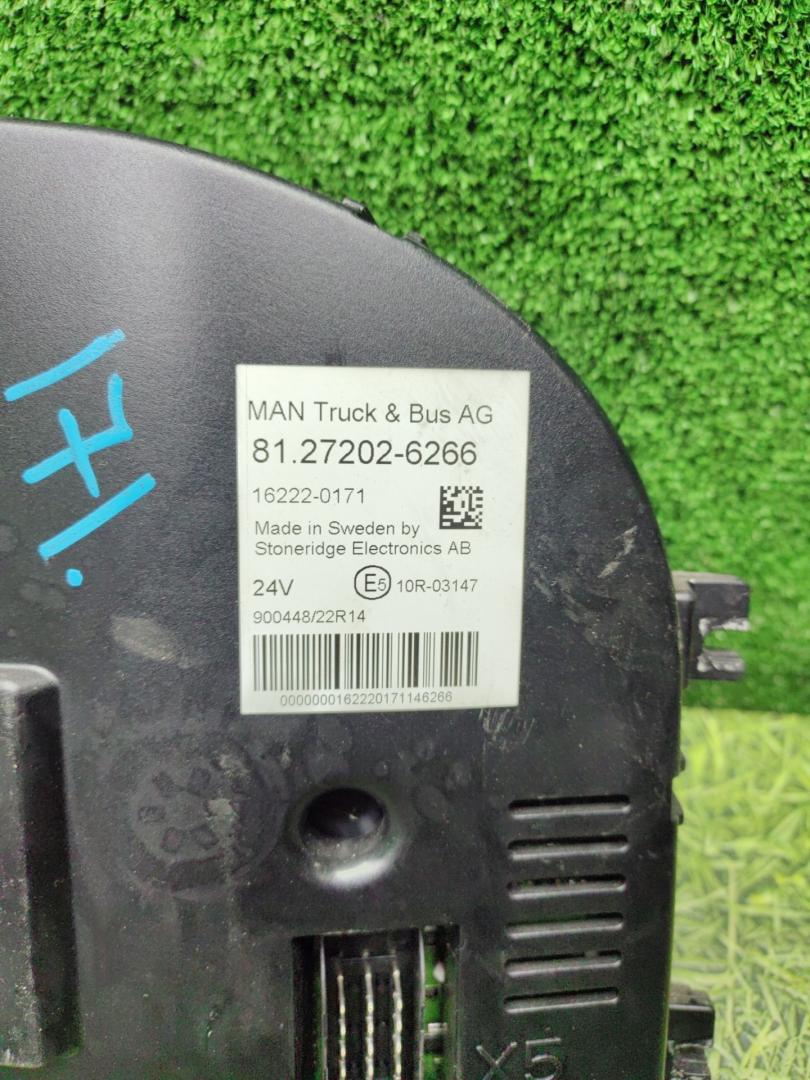 171.
MAN Truck & Bus AG
81.27202-6266
16222-0171
Made in Sweden by
Stoneridge Electronics AB
24V E5 10R-03147
900448/22R14
0000000162220171146266
X5